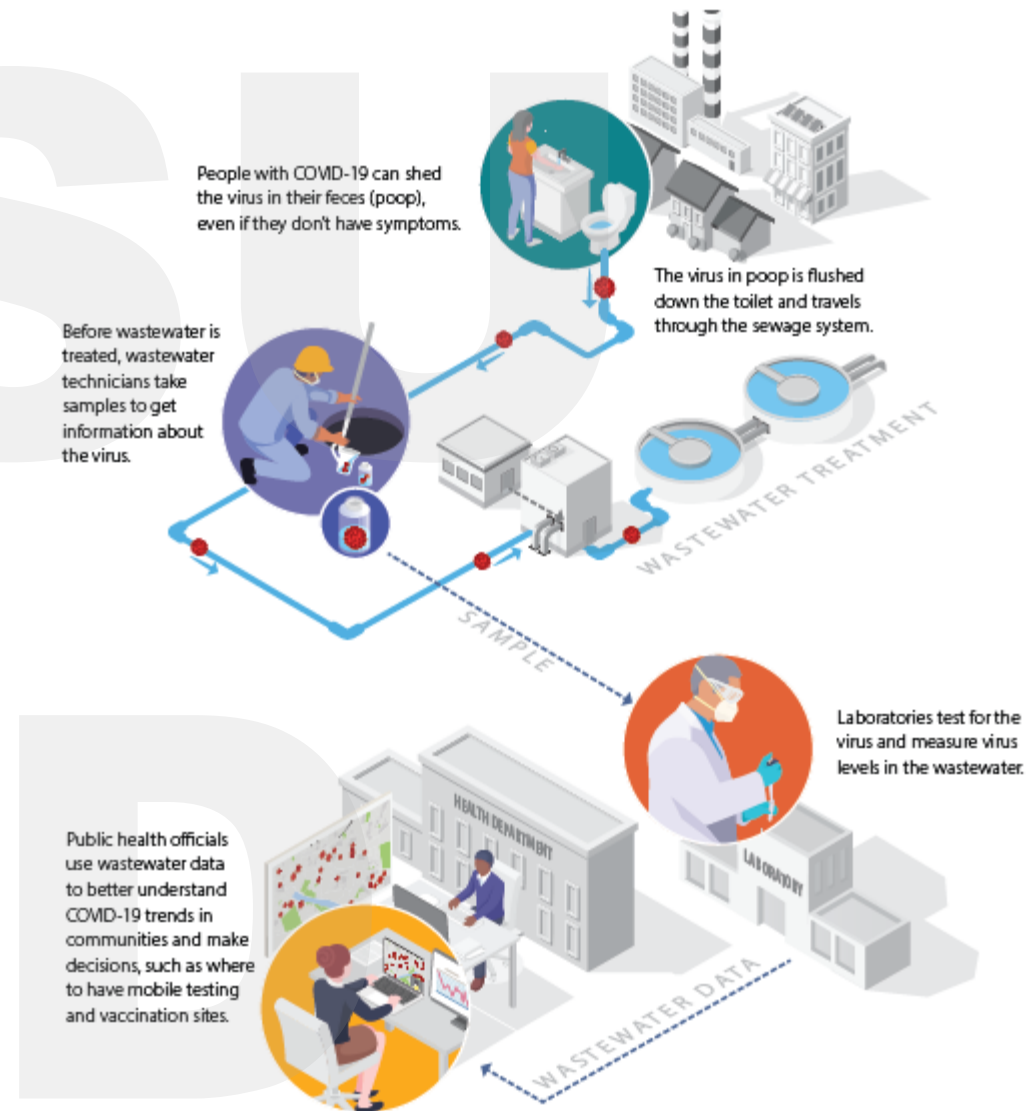 People with COVID-19 can shed
the virus in their feces (poop),
even if they don't have symptoms.
The virus in poop is flushed
down the toilet and travels
through the sewage system.
Before wastewater is
treated, wastewater
technicians take
samples to get
information about
the virus.
WASTEWATER TREATMENT
SAMPLE
Laboratories test for the
virus and measure virus
levels in the wastewater.
HEALTH DEPARTMENT
LABORATORY
Public health officials
use wastewater data
to better understand
COVID-19 trends in
communities and make
decisions, such as where
to have mobile testing
and vaccination sites.
WASTEWATER DATA
SU
D